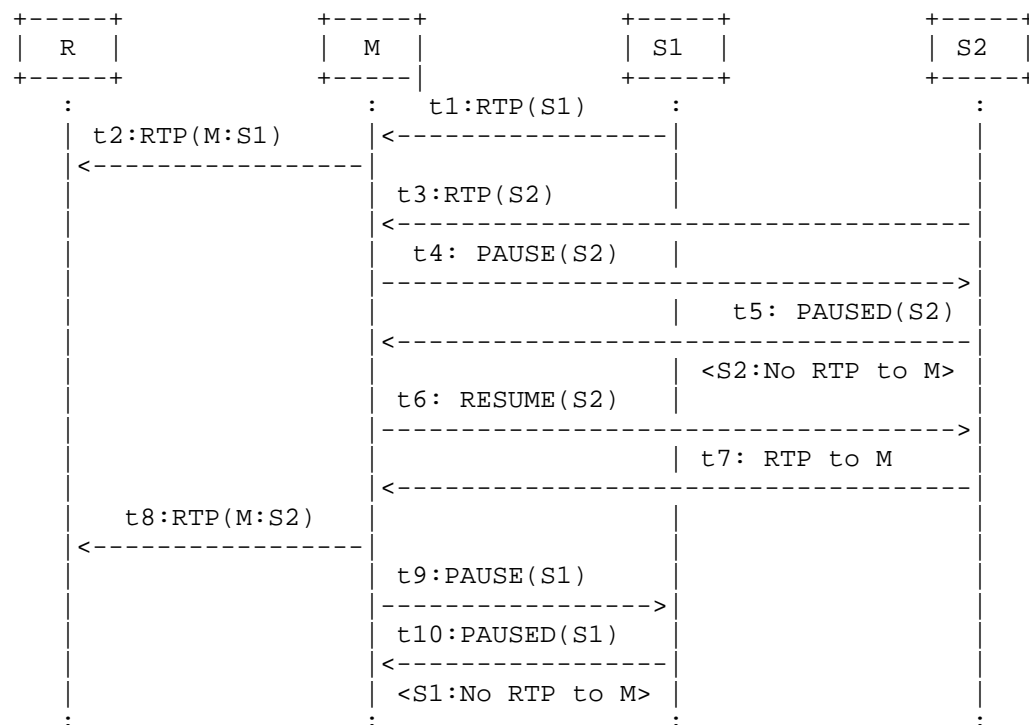 R M S1 S2
t1:RTP(S1)
t2:RTP(M:S1)
t3:RTP(S2)
t4: PAUSE(S2)
t5: PAUSED(S2)
<S2:No RTP to M>
t6: RESUME(S2)
t7: RTP to M
t8:RTP(M:S2)
t9:PAUSE(S1)
t10:PAUSED(S1)
<S1:No RTP to M>